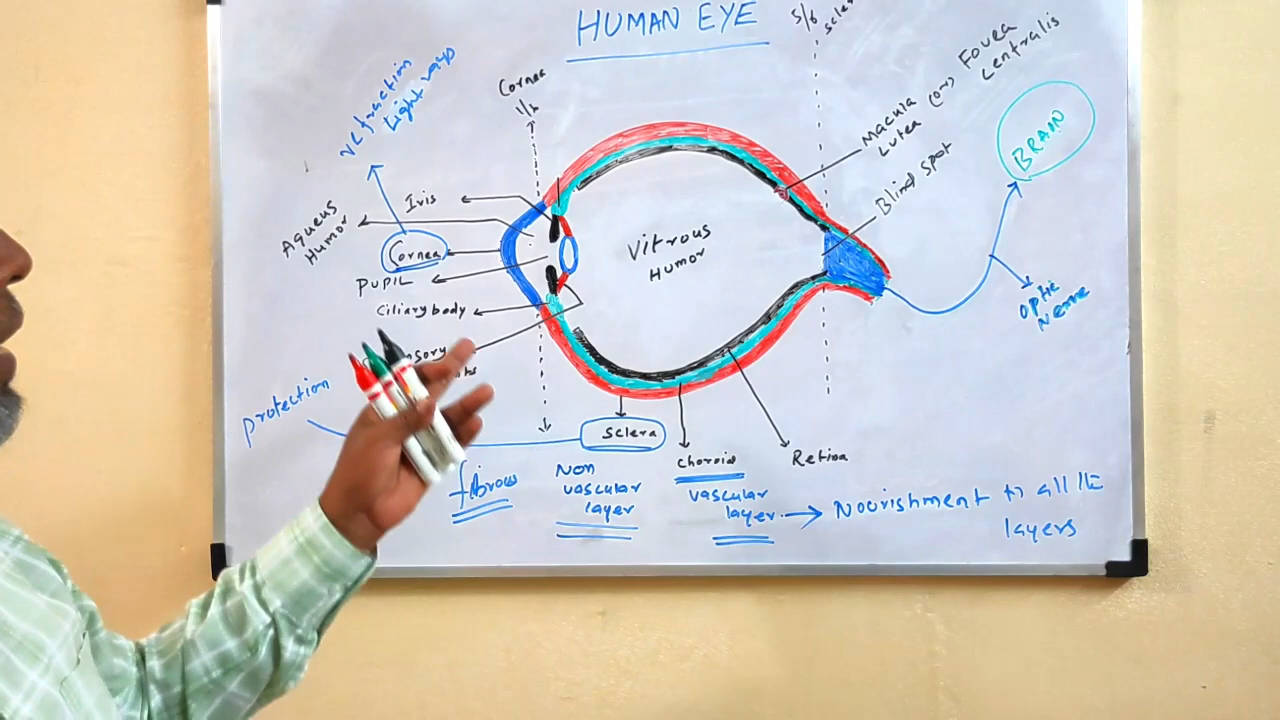 HUMAN EYE
5/6
Cornea
1/6
refraction
Light rays
Macula
Lutea (or) Fovea
Centralis
BRAIN
Blind spot
Iris
Aqueus
Humor
Cornea
PUPIL
Ciliary body
Vitrous
Humor
Optic
Nerve
protection
Sclera
Choroid
Retina
fibrous
Non
vascular
layer
vascular
layer
Nourishment to all the
layers